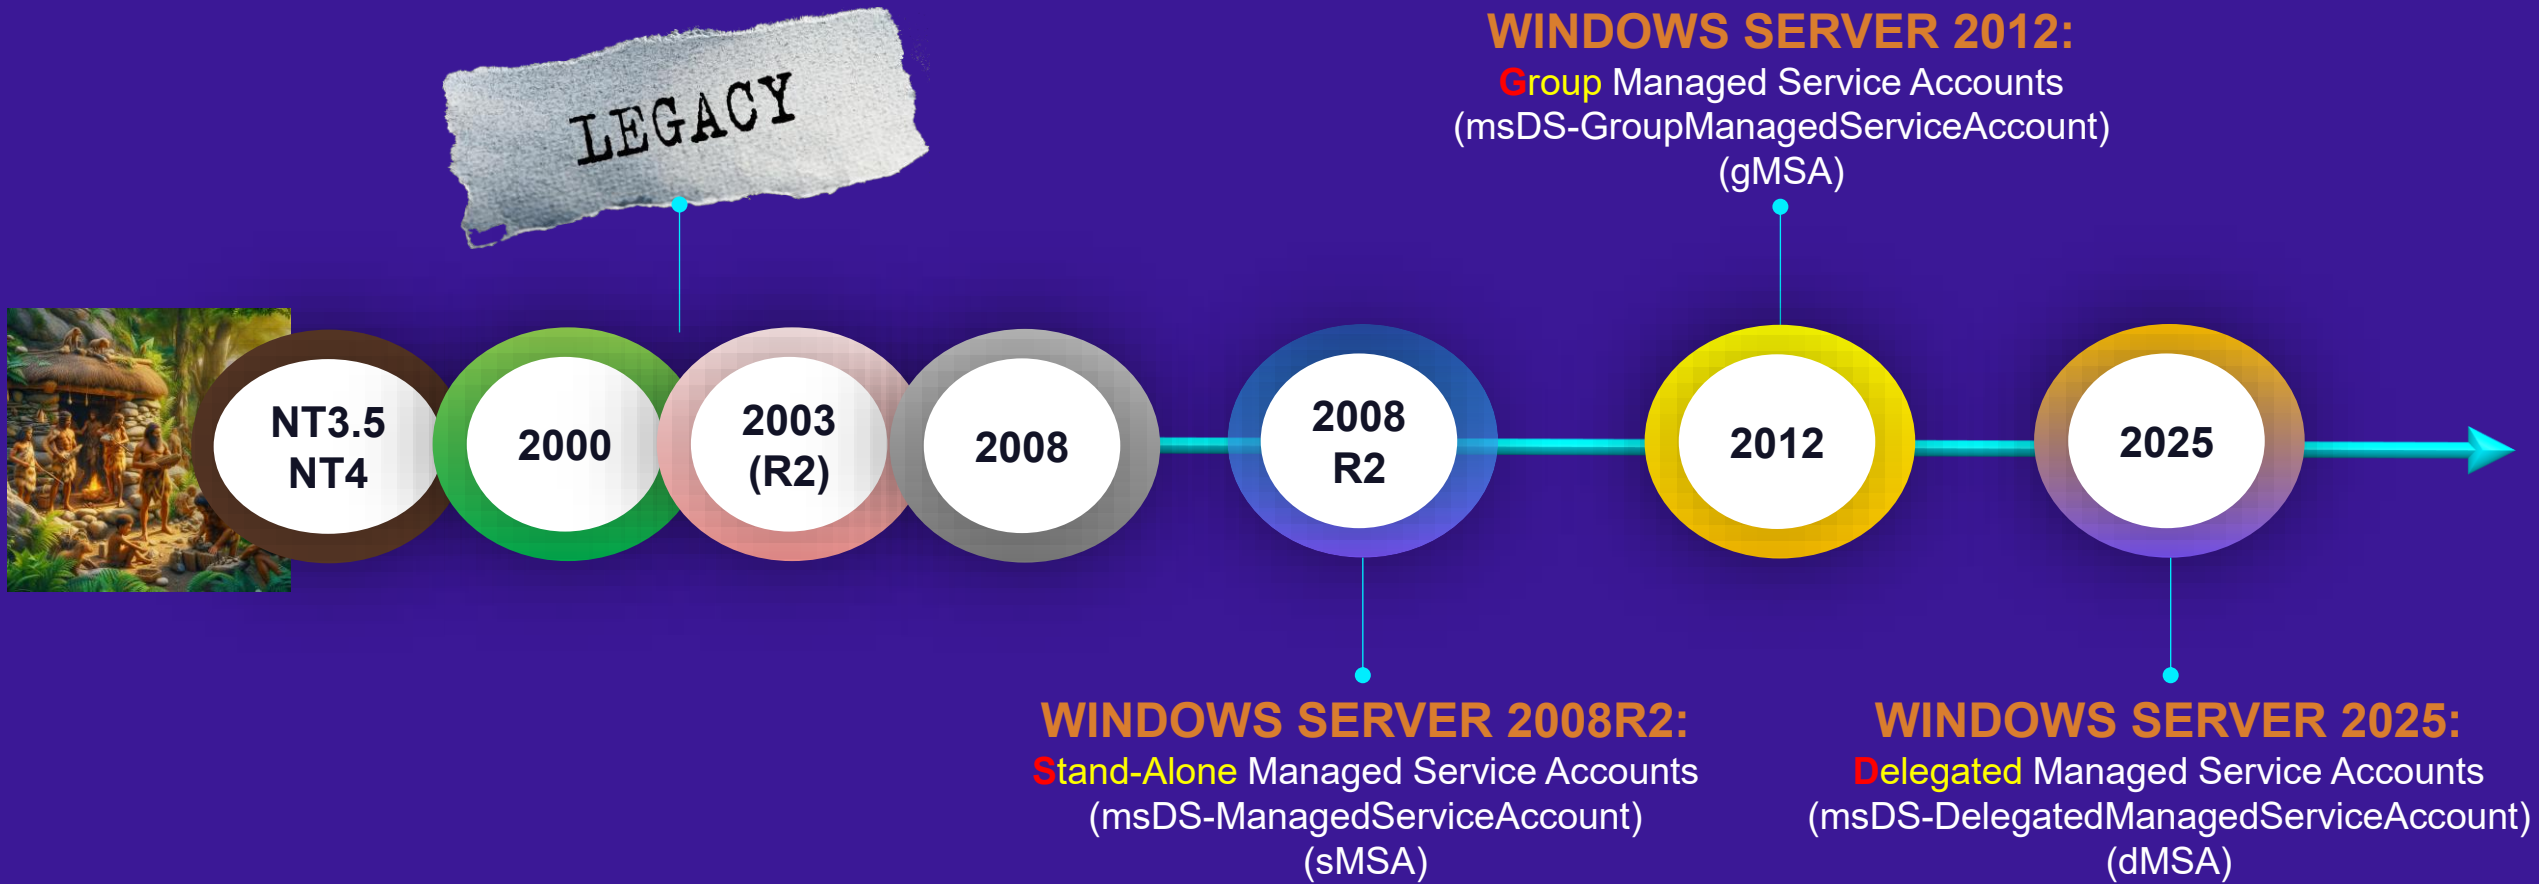 LEGACY
WINDOWS SERVER 2012:
Group Managed Service Accounts
(msDS-GroupManagedServiceAccount)
(gMSA)
NT3.5
NT4
2000
2003
(R2)
2008
2008
R2
2012
2025
WINDOWS SERVER 2008R2:
Stand-Alone Managed Service Accounts
(msDS-ManagedServiceAccount)
(sMSA)
WINDOWS SERVER 2025:
Delegated Managed Service Accounts
(msDS-DelegatedManagedServiceAccount)
(dMSA)